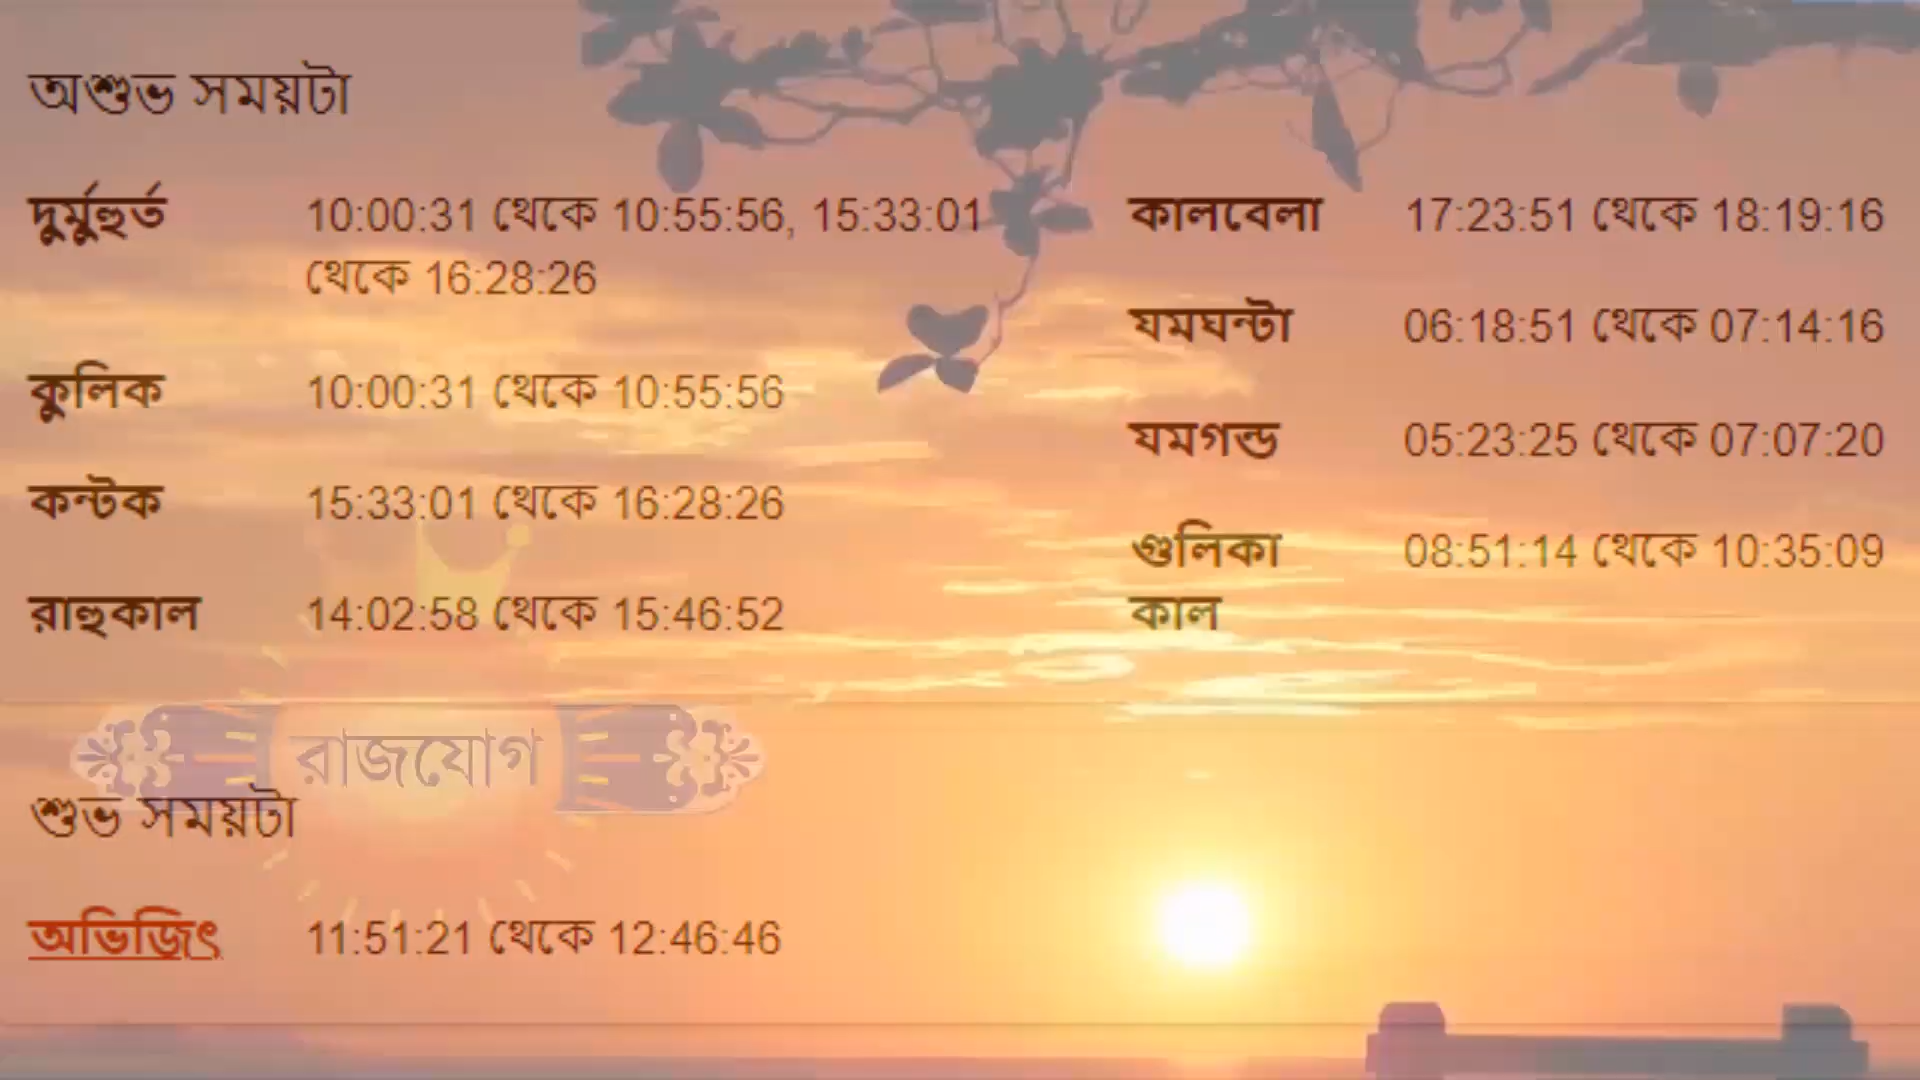 অশুভ সময়টা
দুর্মুহুর্ত 10:00:31 থেকে 10:55:56, 15:33:01
থেকে 16:28:26
কুলিক 10:00:31 থেকে 10:55:56
কন্টক 15:33:01 থেকে 16:28:26
রাহুকাল 14:02:58 থেকে 15:46:52
কালবেলা 17:23:51 থেকে 18:19:16
যমঘন্টা 06:18:51 থেকে 07:14:16
যমগন্ড 05:23:25 থেকে 07:07:20
গুলিকা 08:51:14 থেকে 10:35:09
কাল
রাজযোগ
শুভ সময়টা
অভিজিৎ 11:51:21 থেকে 12:46:46